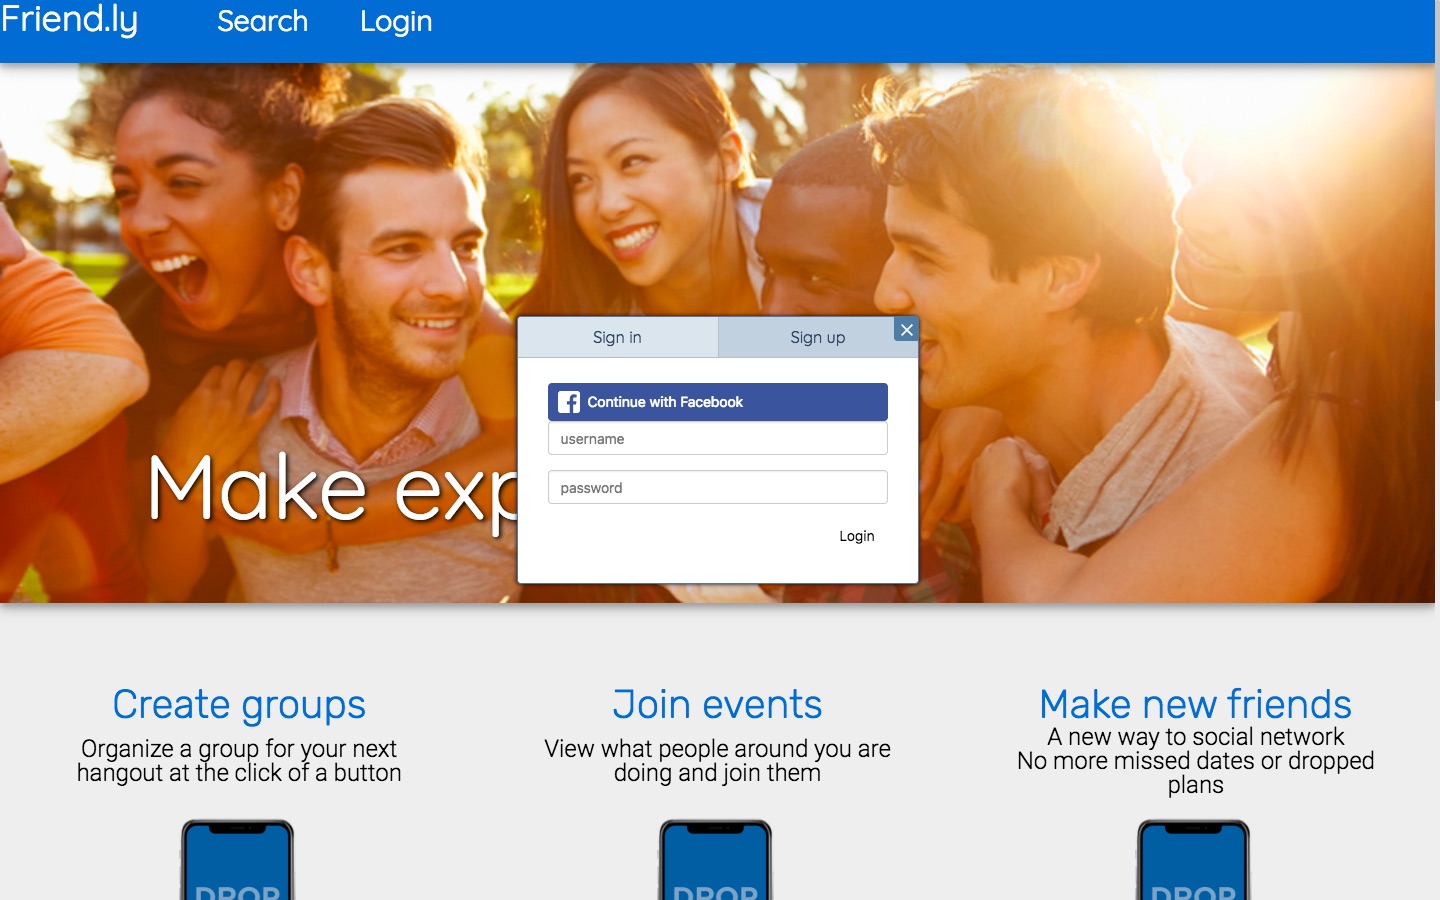 Friend.ly Search Login
Make exp
Sign in Sign up
Continue with Facebook
username
password
Login
Create groups
Organize a group for your next
hangout at the click of a button
Join events
View what people around you are
doing and join them
Make new friends
A new way to social network
No more missed dates or dropped
plans
DROP
DROP
DROP